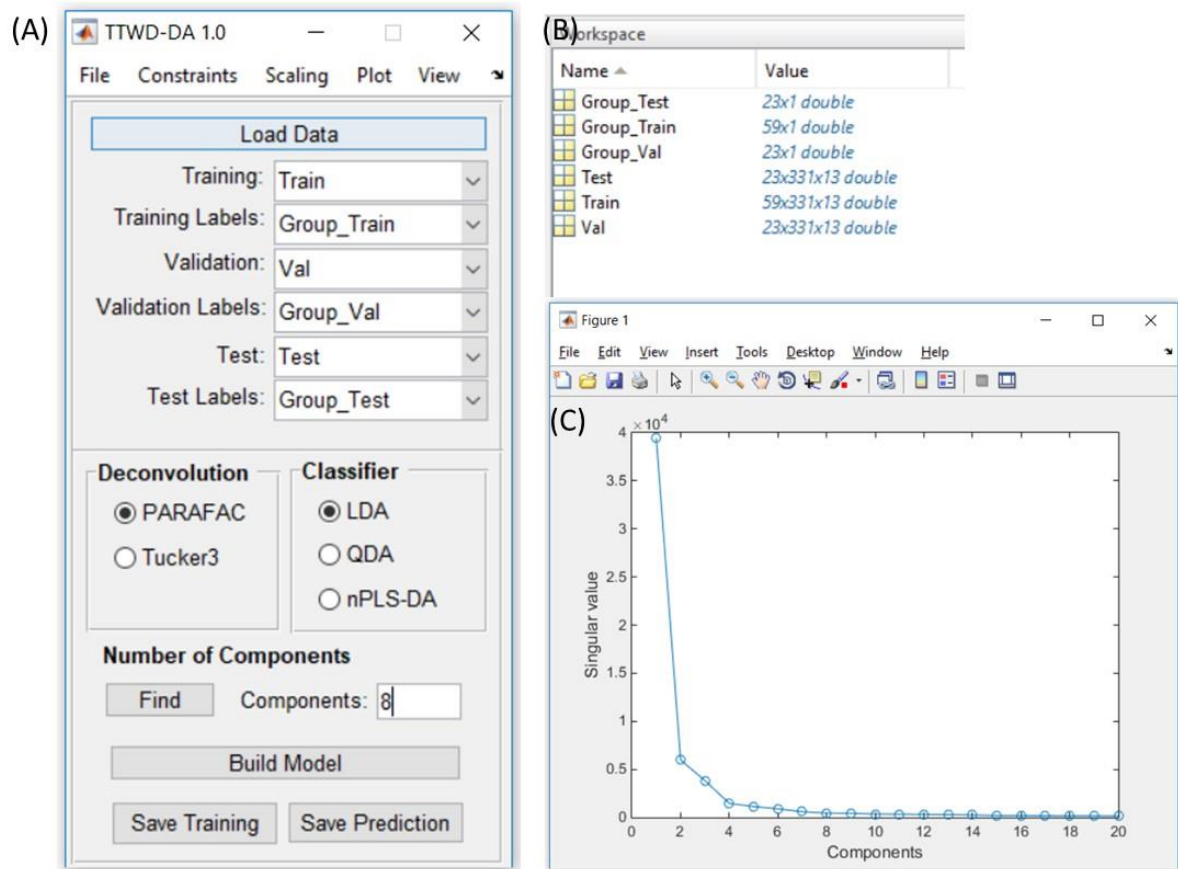 (A)
TTWD-DA 1.0
File Constraints Scaling Plot View
Load Data
Training: Train
Training Labels: Group_Train
Validation: Val
Validation Labels: Group_Val
Test: Test
Test Labels: Group_Test
Deconvolution
PARAFAC
Tucker3
Classifier
LDA
QDA
nPLS-DA
Number of Components
Find Components: 8
Build Model
Save Training Save Prediction
(B)
Workspace
Name Value
Group_Test 23x1 double
Group_Train 59x1 double
Group_Val 23x1 double
Test 23x331x13 double
Train 59x331x13 double
Val 23x331x13 double
Figure 1
File Edit View Insert Tools Desktop Window Help
(C)
× 10^4
4
3.5
3
2.5
2
1.5
1
0.5
0
Singular value
0 2 4 6 8 10 12 14 16 18 20
Components